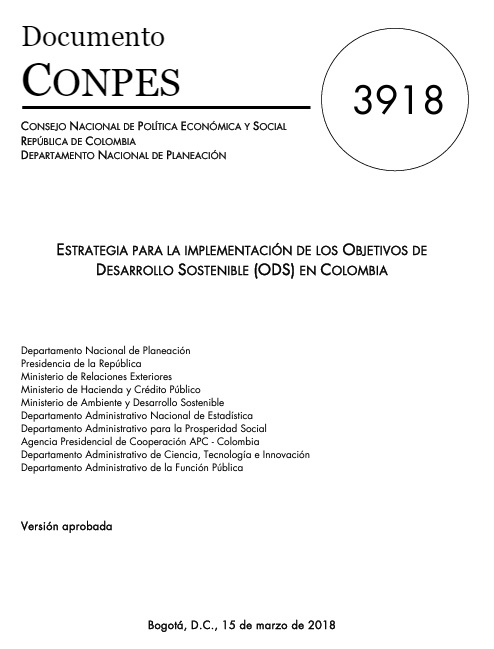 Documento
CONPES
3918
CONSEJO NACIONAL DE POLÍTICA ECONÓMICA Y SOCIAL
REPÚBLICA DE COLOMBIA
DEPARTAMENTO NACIONAL DE PLANEACIÓN
ESTRATEGIA PARA LA IMPLEMENTACIÓN DE LOS OBJETIVOS DE
DESARROLLO SOSTENIBLE (ODS) EN COLOMBIA
Departamento Nacional de Planeación
Presidencia de la República
Ministerio de Relaciones Exteriores
Ministerio de Hacienda y Crédito Público
Ministerio de Ambiente y Desarrollo Sostenible
Departamento Administrativo Nacional de Estadística
Departamento Administrativo para la Prosperidad Social
Agencia Presidencial de Cooperación APC - Colombia
Departamento Administrativo de Ciencia, Tecnología e Innovación
Departamento Administrativo de la Función Pública
Versión aprobada
Bogotá, D.C., 15 de marzo de 2018